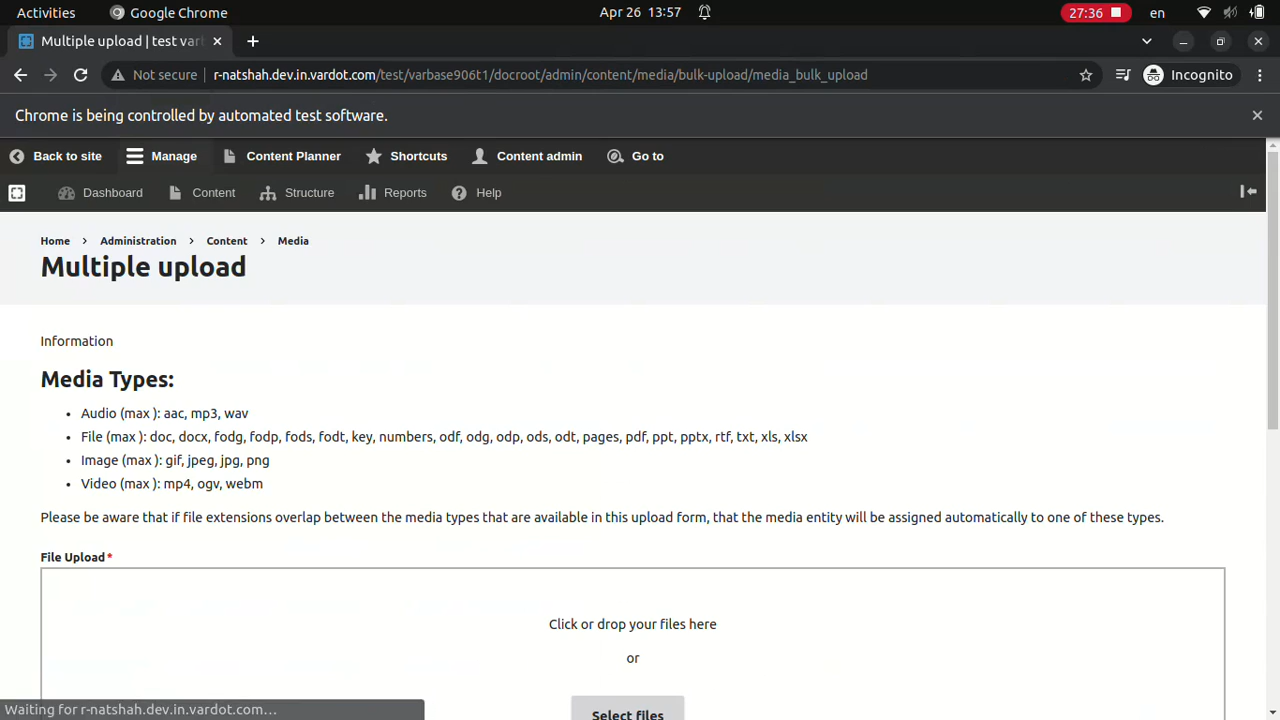 Activities
Google Chrome
Apr 26 13:57
27:36
en
Multiple upload | test var
Not secure
r-natshah.dev.in.vardot.com/test/varbase906t1/docroot/admin/content/media/bulk-upload/media_bulk_upload
Incognito
Chrome is being controlled by automated test software.
Back to site
Manage
Content Planner
Shortcuts
Content admin
Go to
Dashboard
Content
Structure
Reports
Help
Home > Administration > Content > Media
Multiple upload
Information
Media Types:
• Audio (max ): aac, mp3, wav
• File (max ): doc, docx, fodg, fodp, fods, fodt, key, numbers, odf, odg, odp, ods, odt, pages, pdf, ppt, pptx, rtf, txt, xls, xlsx
• Image (max ): gif, jpeg, jpg, png
• Video (max ): mp4, ogv, webm
Please be aware that if file extensions overlap between the media types that are available in this upload form, that the media entity will be assigned automatically to one of these types.
File Upload*
Click or drop your files here
or
Select files
Waiting for r-natshah.dev.in.vardot.com...